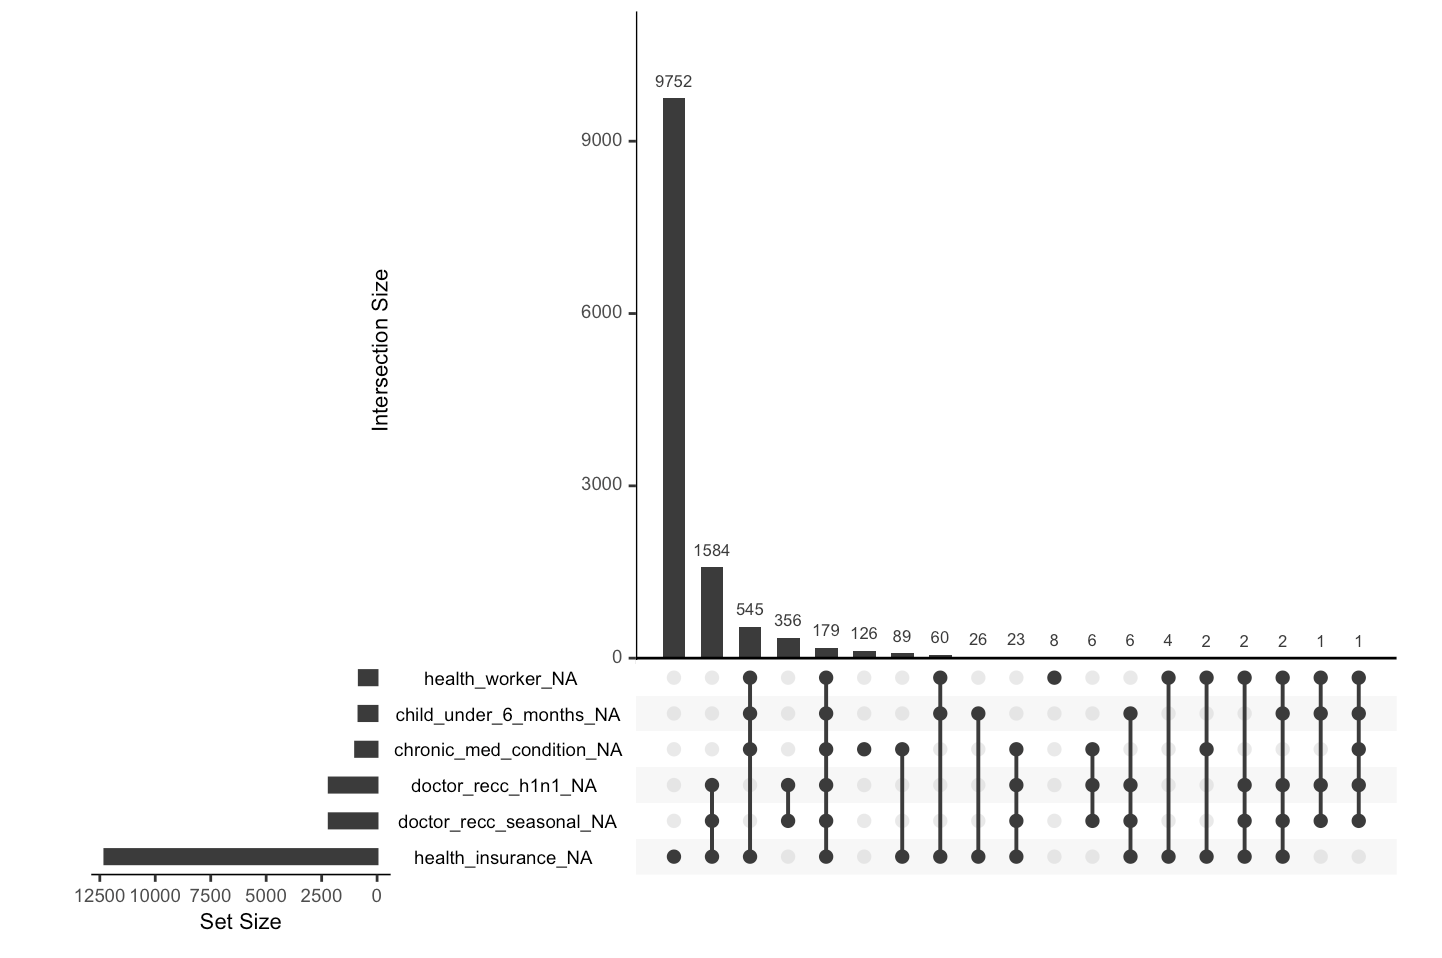 9752
9000
6000
3000
0
Intersection Size
1584
545
356
179
126
89
60
26
23
8
6
6
4
2
2
2
1
1
health_worker_NA
child_under_6_months_NA
chronic_med_condition_NA
doctor_recc_h1n1_NA
doctor_recc_seasonal_NA
health_insurance_NA
12500 10000 7500 5000 2500 0
Set Size